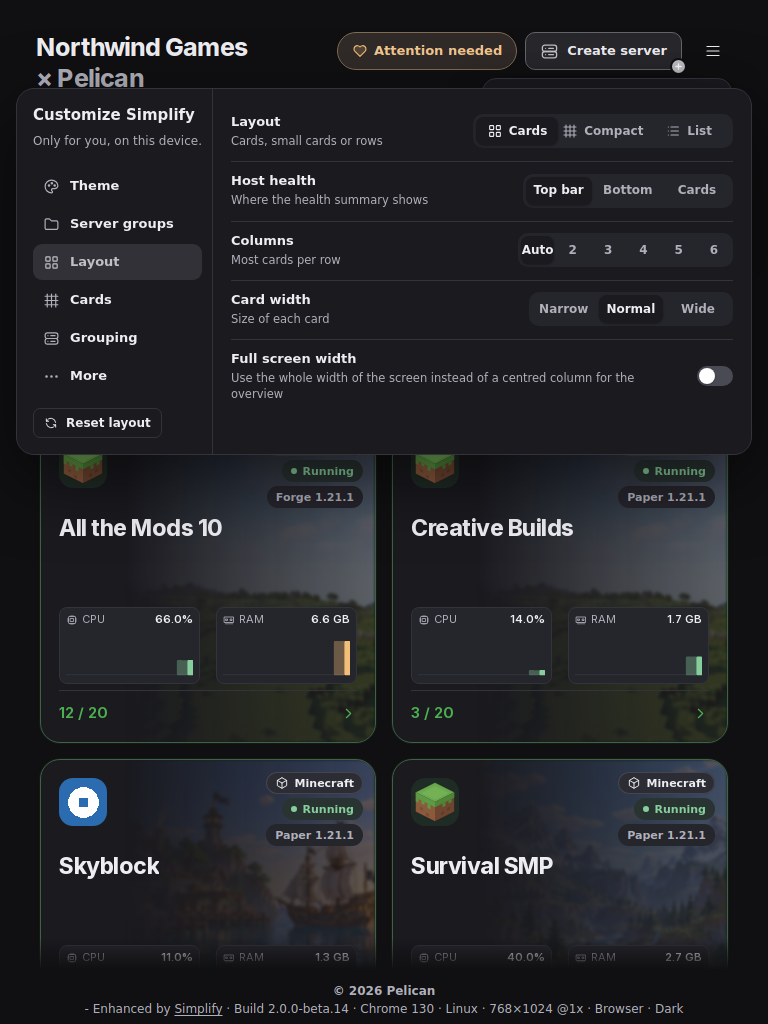 Northwind Games
× Pelican
Attention needed
Create server
Customize Simplify
Only for you, on this device.
Theme
Server groups
Layout
Cards
Grouping
More
Reset layout
Layout
Cards, small cards or rows
Cards Compact List
Host health
Where the health summary shows
Top bar Bottom Cards
Columns
Most cards per row
Auto 2 3 4 5 6
Card width
Size of each card
Narrow Normal Wide
Full screen width
Use the whole width of the screen instead of a centred column for the
overview
Running
Forge 1.21.1
All the Mods 10
CPU 66.0% RAM 6.6 GB
12 / 20
Running
Paper 1.21.1
Creative Builds
CPU 14.0% RAM 1.7 GB
3 / 20
Minecraft
Running
Paper 1.21.1
Skyblock
CPU 11.0% RAM 1.3 GB
Minecraft
Running
Paper 1.21.1
Survival SMP
CPU 40.0% RAM 2.7 GB
© 2026 Pelican
- Enhanced by Simplify · Build 2.0.0-beta.14 · Chrome 130 · Linux · 768×1024 @1x · Browser · Dark